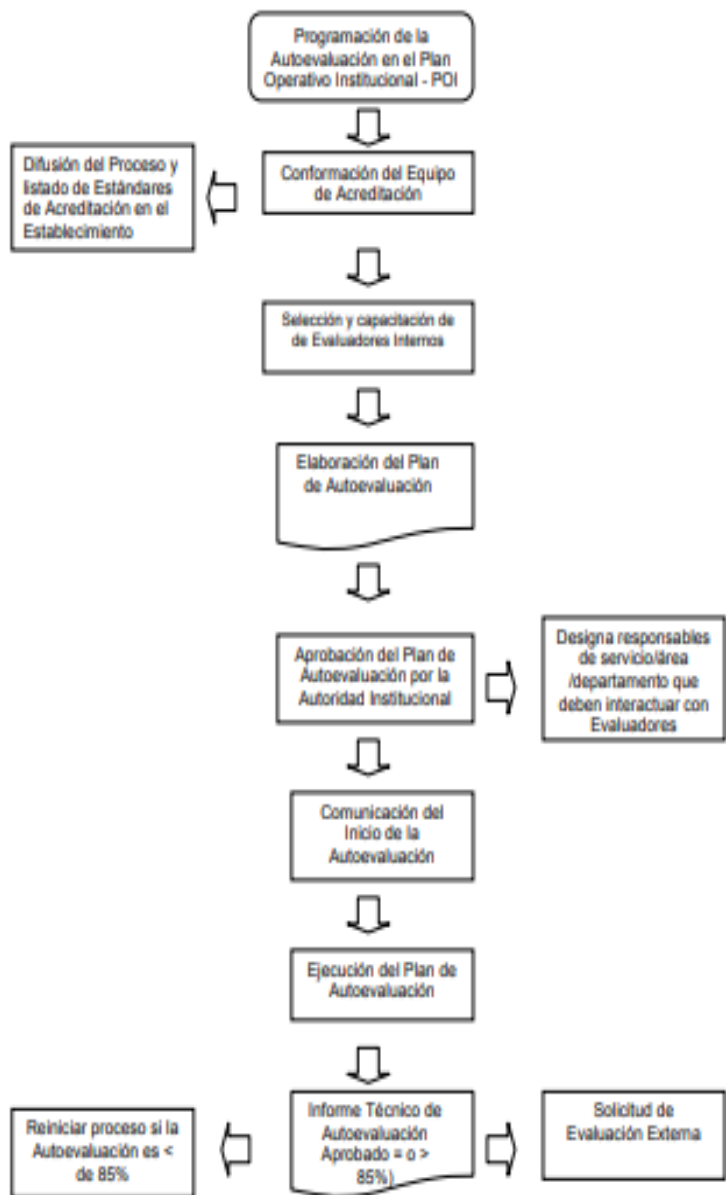 Programación de la
Autoevaluación en el Plan
Operativo Institucional - POI
Difusión del Proceso y
listado de Estándares
de Acreditación en el
Establecimiento
Conformación del Equipo
de Acreditación
Selección y capacitación de
de Evaluadores Internos
Elaboración del Plan
de Autoevaluación
Aprobación del Plan de
Autoevaluación por la
Autoridad Institucional
Designa responsables
de servicio/área
/departamento que
deben interactuar con
Evaluadores
Comunicación del
Inicio de la
Autoevaluación
Ejecución del Plan de
Autoevaluación
Reiniciar proceso si la
Autoevaluación es <
de 85%
Informe Técnico de
Autoevaluación
Aprobado = o >
85%)
Solicitud de
Evaluación Externa